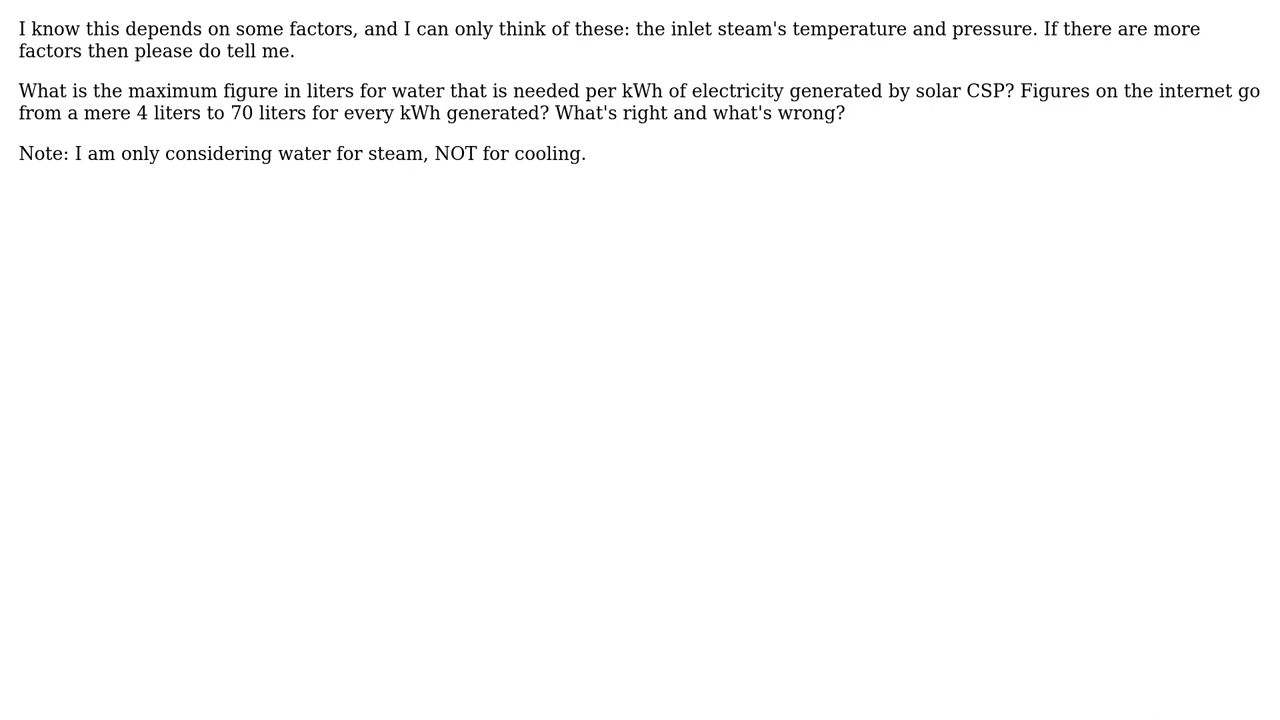 I know this depends on some factors, and I can only think of these: the inlet steam's temperature and pressure. If there are more
factors then please do tell me.
What is the maximum figure in liters for water that is needed per kWh of electricity generated by solar CSP? Figures on the internet go
from a mere 4 liters to 70 liters for every kWh generated? What's right and what's wrong?
Note: I am only considering water for steam, NOT for cooling.